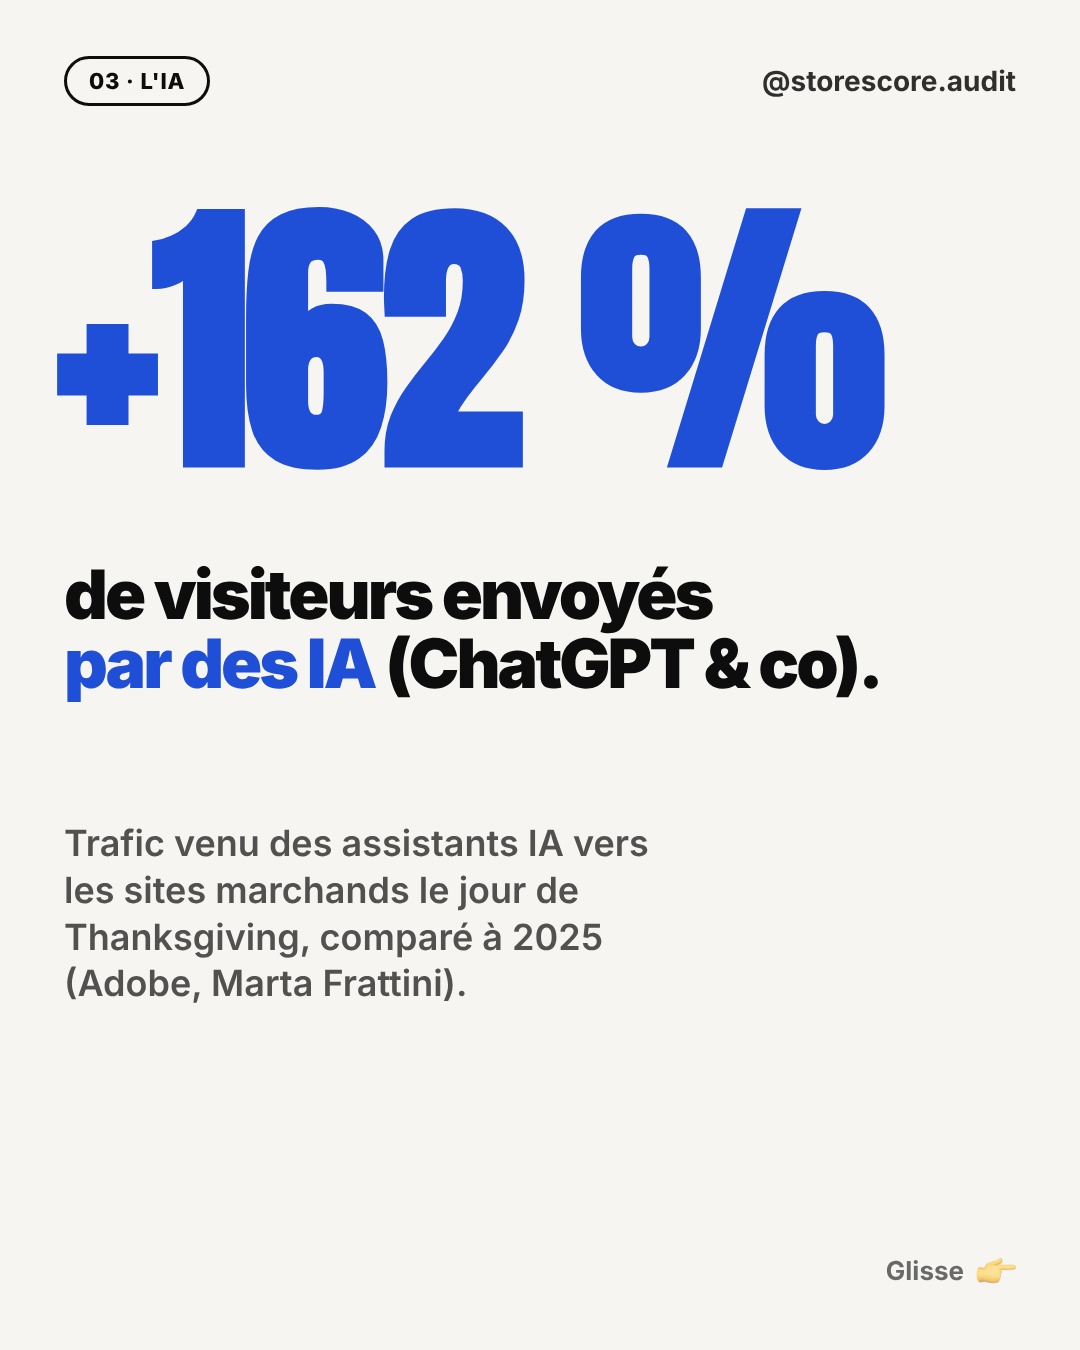 03 · L'IA
@storescore.audit
+162 %
de visiteurs envoyés
par des IA (ChatGPT & co).
Trafic venu des assistants IA vers
les sites marchands le jour de
Thanksgiving, comparé à 2025
(Adobe, Marta Frattini).
Glisse 👉